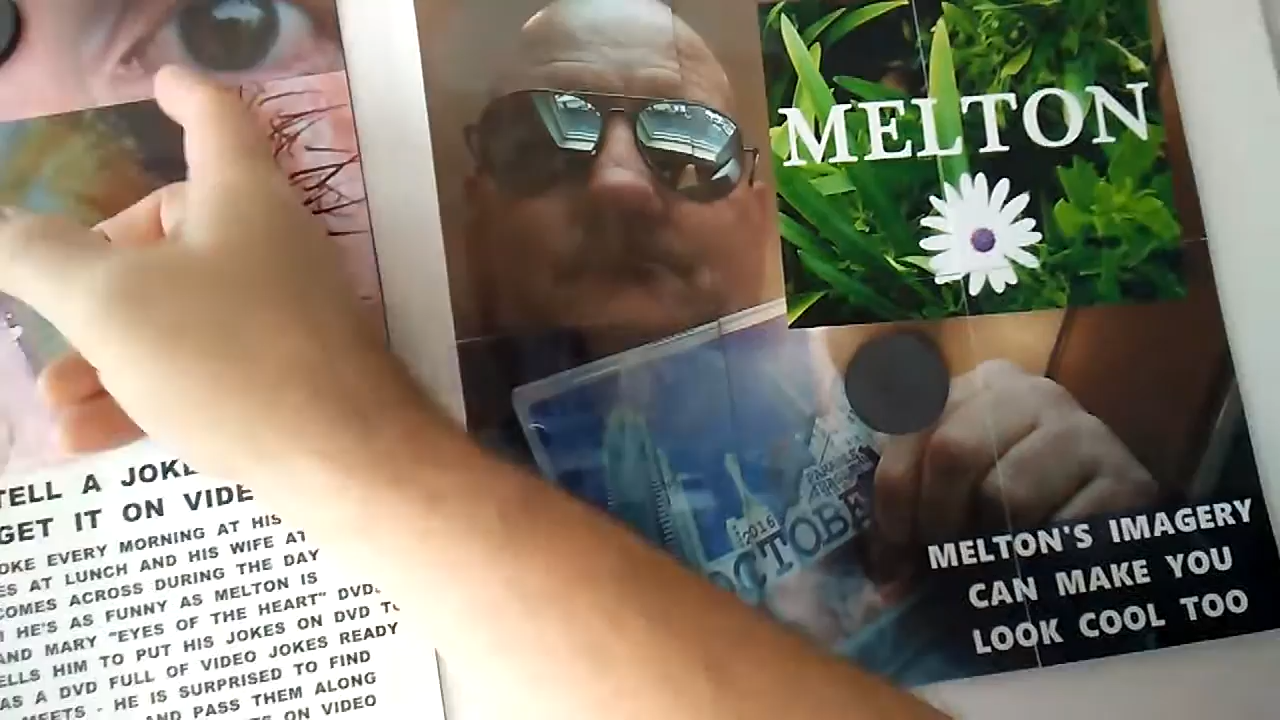 MELTON
2016
OCTOBE
MELTON'S IMAGERY
CAN MAKE YOU
LOOK COOL TOO
TELL A JOKE
GET IT ON VIDE
OKE EVERY MORNING AT HIS
ES AT LUNCH AND HIS WIFE AT
COMES ACROSS DURING THE DAY
HE'S AS FUNNY AS MELTON IS
AND MARY "EYES OF THE HEART" DVD.
ELLS HIM TO PUT HIS JOKES ON DVD TO
AS A DVD FULL OF VIDEO JOKES READY
MEETS - HE IS SURPRISED TO FIND
AND PASS THEM ALONG
ON VIDEO